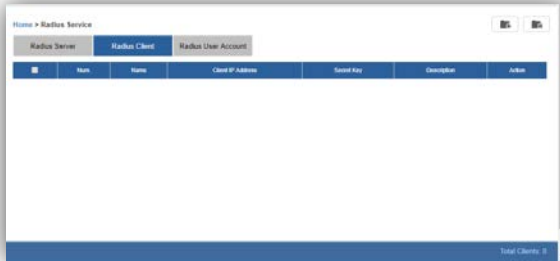 Home > Radius Service
Radius Server
Radius Client
Radius User Account
Num.
Name
Client IP Address
Secret Key
Description
Action
Total Clients: 0